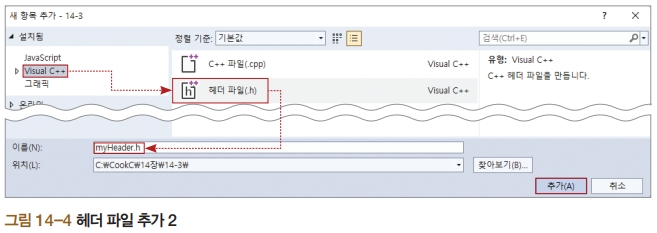 새 항목 추가 - 14-3 ? ×
설치됨
정렬 기준: 기본값
검색(Ctrl+E)
JavaScript
Visual C++
그래픽
C++ 파일(.cpp) Visual C++
헤더 파일(.h) Visual C++
유형: Visual C++
C++ 헤더 파일을 만듭니다.
이름(N): myHeader.h
위치(L): C:₩CookC₩14장₩14-3₩
찾아보기(B)...
추가(A) 취소
그림 14-4 헤더 파일 추가 2